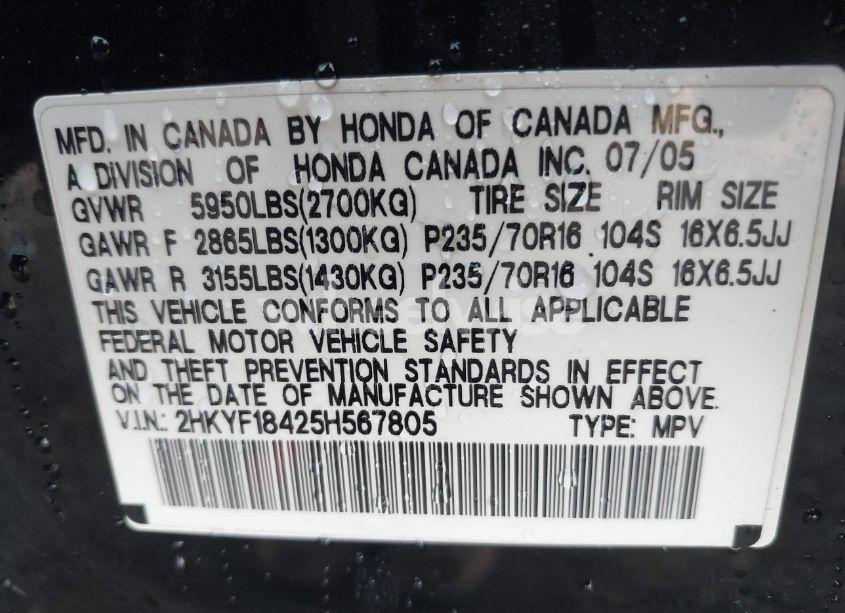 MFD. IN CANADA BY HONDA OF CANADA MFG.,
A DIVISION OF HONDA CANADA INC. 07/05
GVWR 5950LBS(2700KG) TIRE SIZE RIM SIZE
GAWR F 2865LBS(1300KG) P235/70R16 104S 16X6.5JJ
GAWR R 3155LBS(1430KG) P235/70R16 104S 16X6.5JJ
THIS VEHICLE CONFORMS TO ALL APPLICABLE
FEDERAL MOTOR VEHICLE SAFETY
AND THEFT PREVENTION STANDARDS IN EFFECT
ON THE DATE OF MANUFACTURE SHOWN ABOVE.
V.I.N.: 2HKYF18425H567805 TYPE: MPV